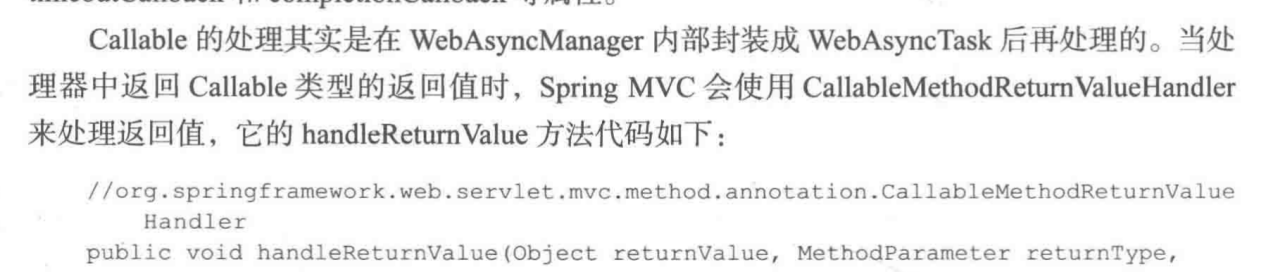 Callable 的处理其实是在 WebAsyncManager 内部封装成 WebAsyncTask 后再处理的。当处
理器中返回 Callable 类型的返回值时，Spring MVC 会使用 CallableMethodReturnValueHandler
来处理返回值，它的 handleReturnValue 方法代码如下：
//org.springframework.web.servlet.mvc.method.annotation.CallableMethodReturnValue
Handler
public void handleReturnValue(Object returnValue, MethodParameter returnType,